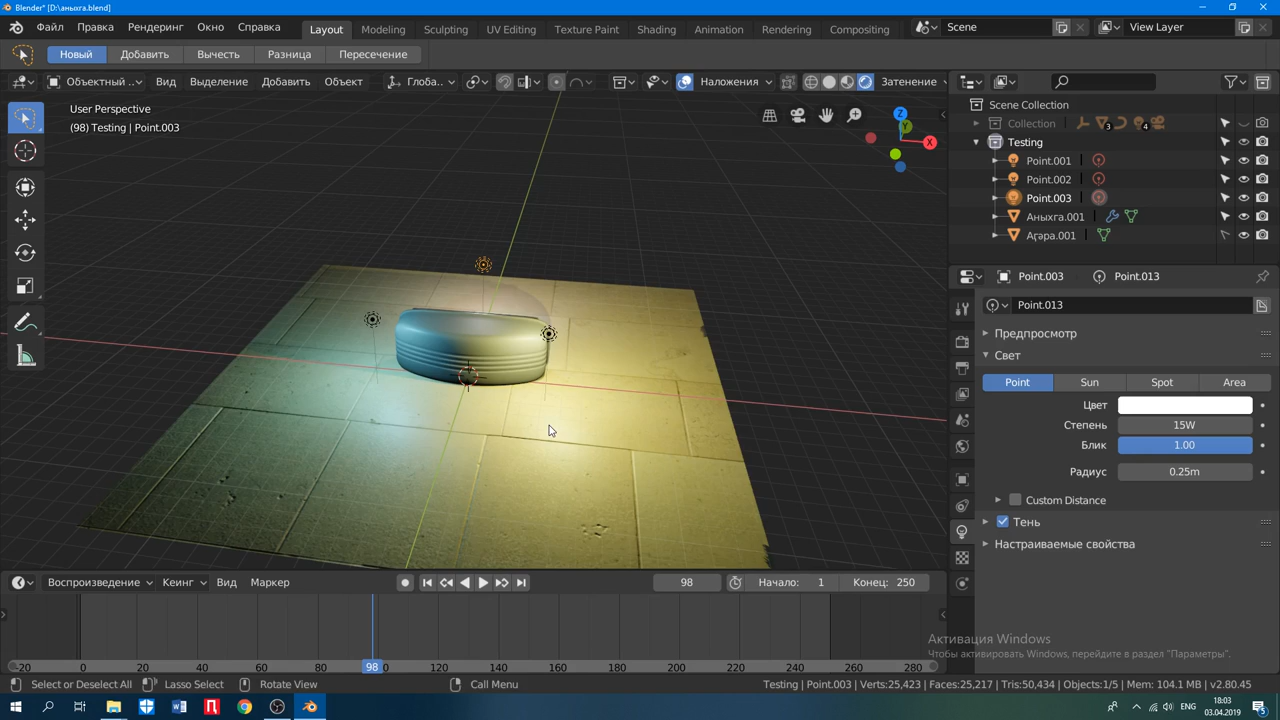 Blender* [D:\аныхга.blend]
Файл Правка Рендеринг Окно Справка Layout Modeling Sculpting UV Editing Texture Paint Shading Animation Rendering Compositing Scene View Layer
Новый Добавить Вычесть Разница Пересечение
Объектный .. Вид Выделение Добавить Объект Глоба.. Наложения Затенение
User Perspective
(98) Testing | Point.003
Z
Y
X
Scene Collection
Collection 3 4
Testing
Point.001
Point.002
Point.003
Аныхга.001
Аҕәра.001
Point.003 Point.013
Point.013
Предпросмотр
Свет
Point Sun Spot Area
Цвет
Степень 15W
Блик 1.00
Радиус 0.25m
Custom Distance
Тень
Настраиваемые свойства
Воспроизведение Кеинг Вид Маркер 98 Начало: 1 Конец: 250
-20 0 20 40 60 80 98 0 120 140 160 180 200 220 240 260 280
Активация Windows
Чтобы активировать Windows, перейдите в раздел "Параметры".
Select or Deselect All Lasso Select Rotate View Call Menu Testing | Point.003 | Verts:25,423 | Faces:25,217 | Tris:50,434 | Objects:1/5 | Mem: 104.1 MB | v2.80.45
ENG
18:03
03.04.2019
5